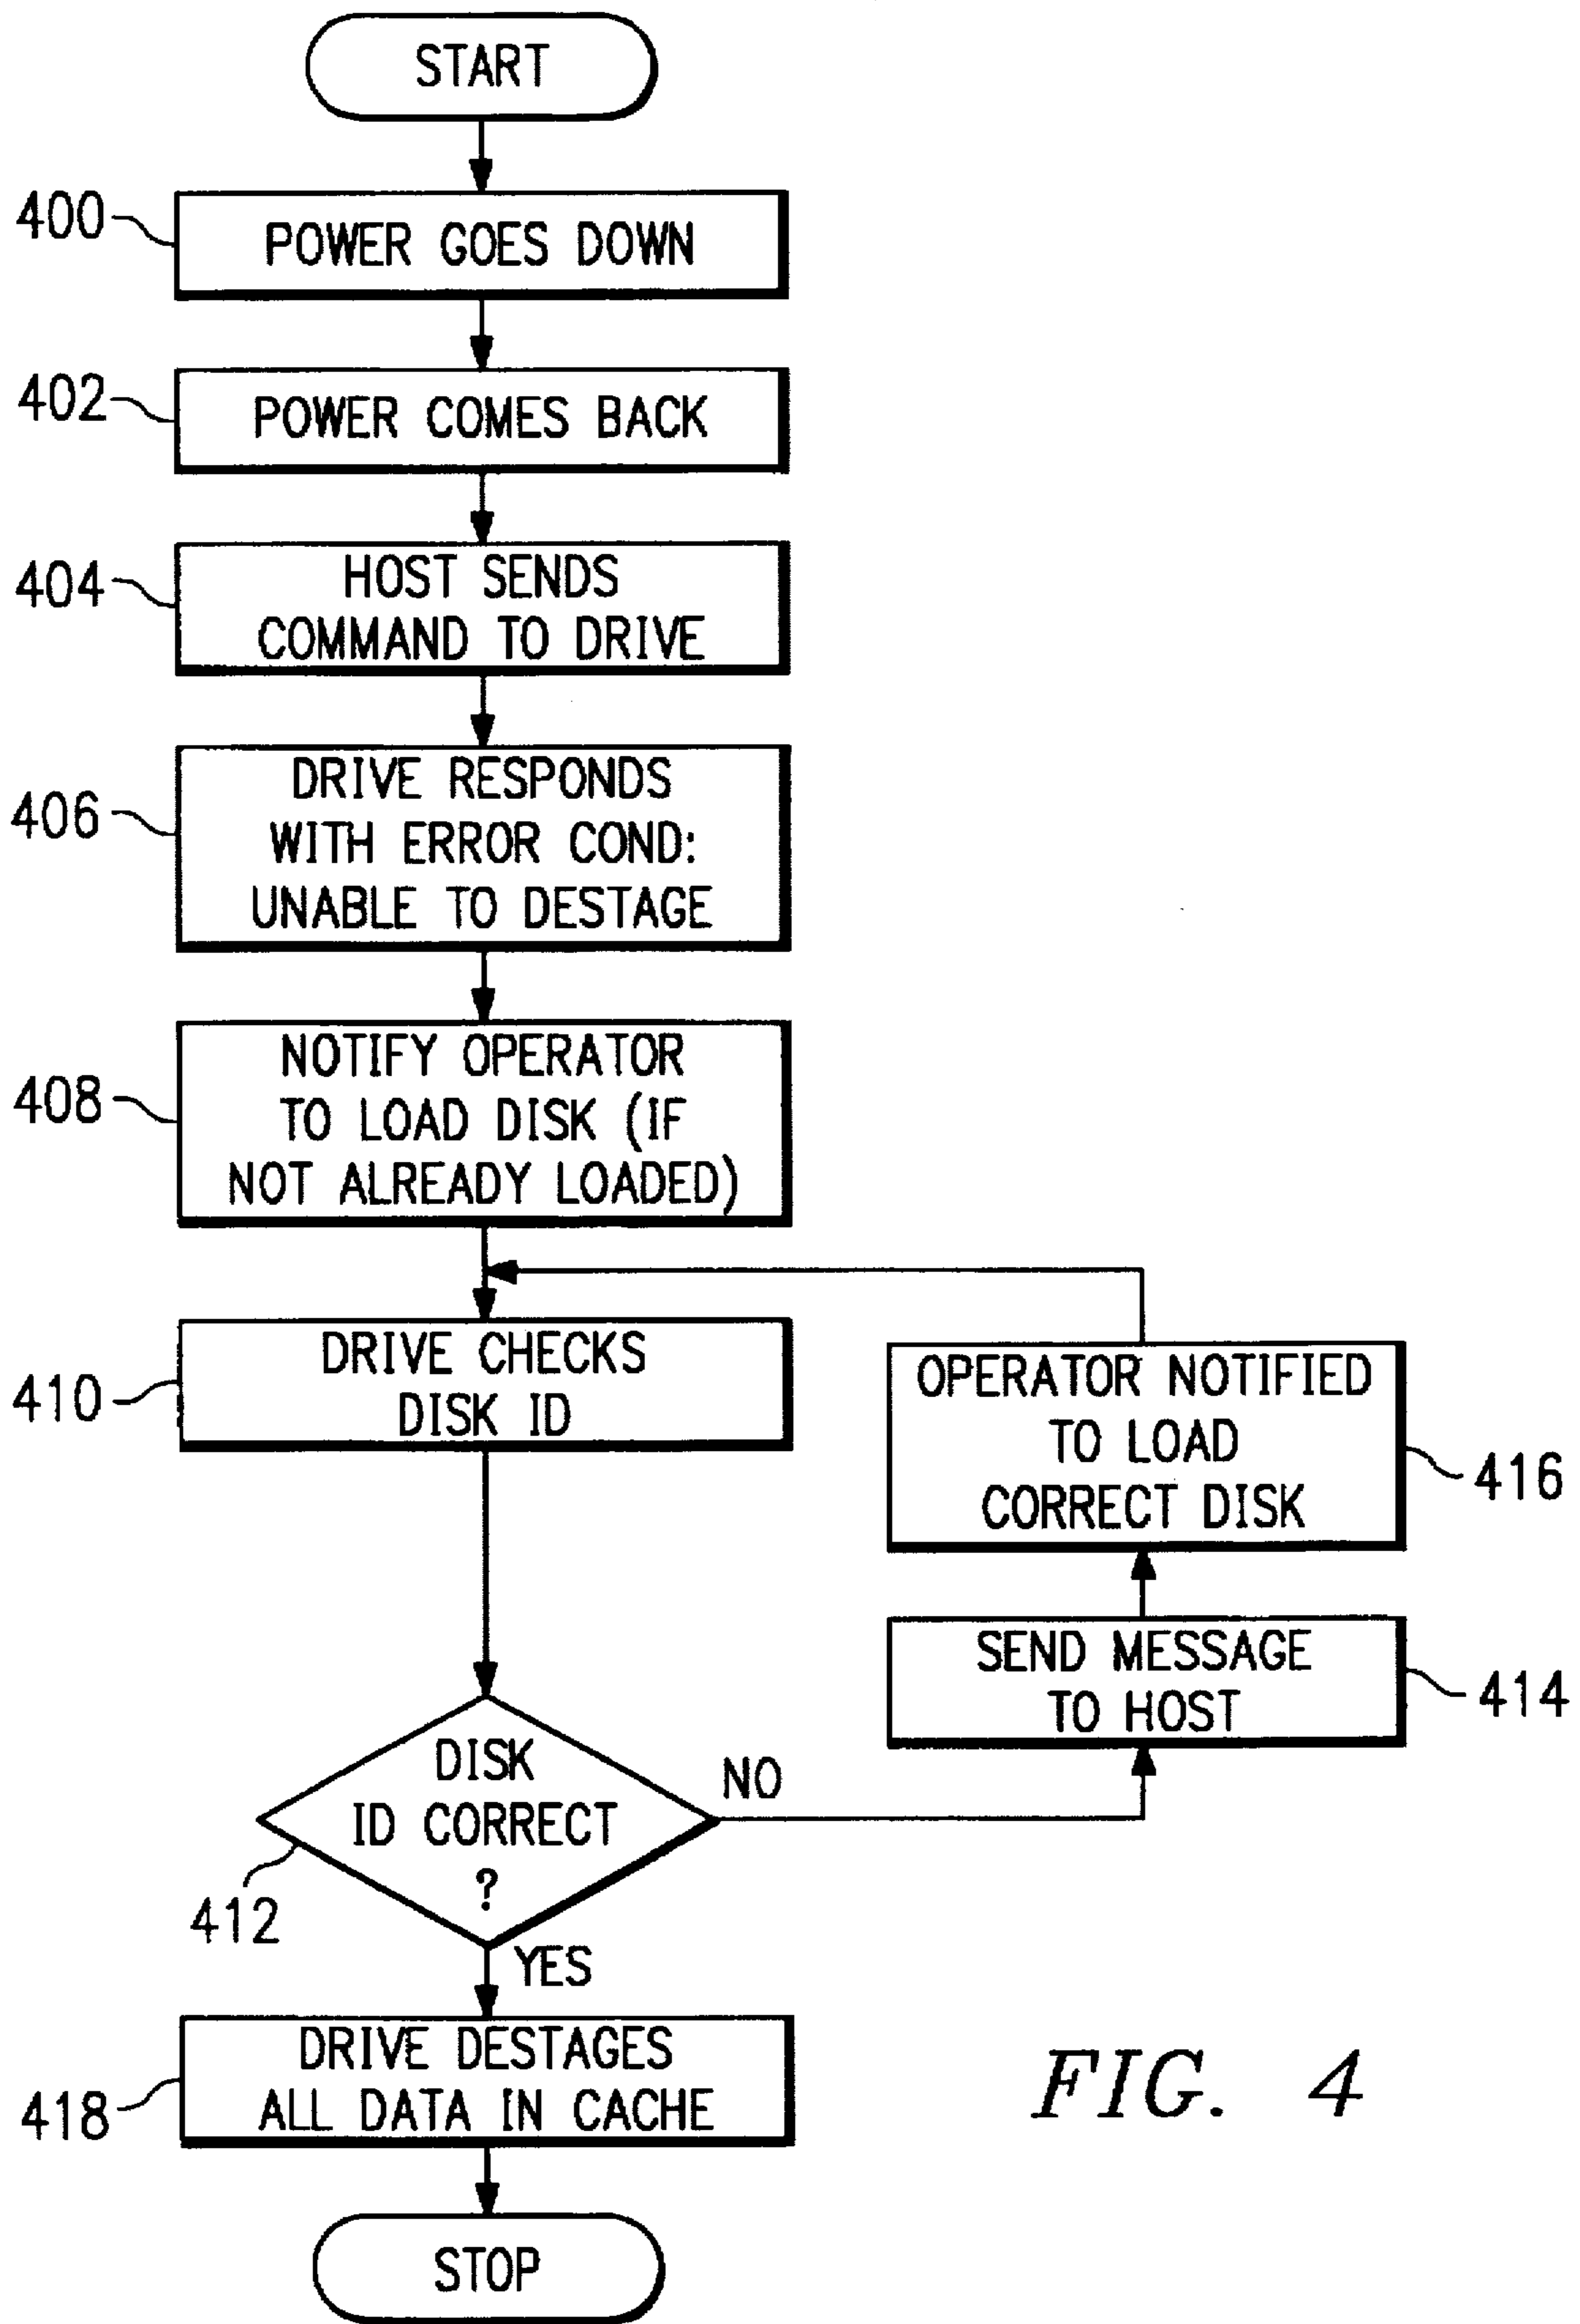 START
400
POWER GOES DOWN
402
POWER COMES BACK
404
HOST SENDS
COMMAND TO DRIVE
406
DRIVE RESPONDS
WITH ERROR COND:
UNABLE TO DESTAGE
408
NOTIFY OPERATOR
TO LOAD DISK (IF
NOT ALREADY LOADED)
410
DRIVE CHECKS
DISK ID
OPERATOR NOTIFIED
TO LOAD
CORRECT DISK
416
SEND MESSAGE
TO HOST
414
DISK
ID CORRECT
?
NO
412
YES
DRIVE DESTAGES
ALL DATA IN CACHE
418
STOP
FIG. 4